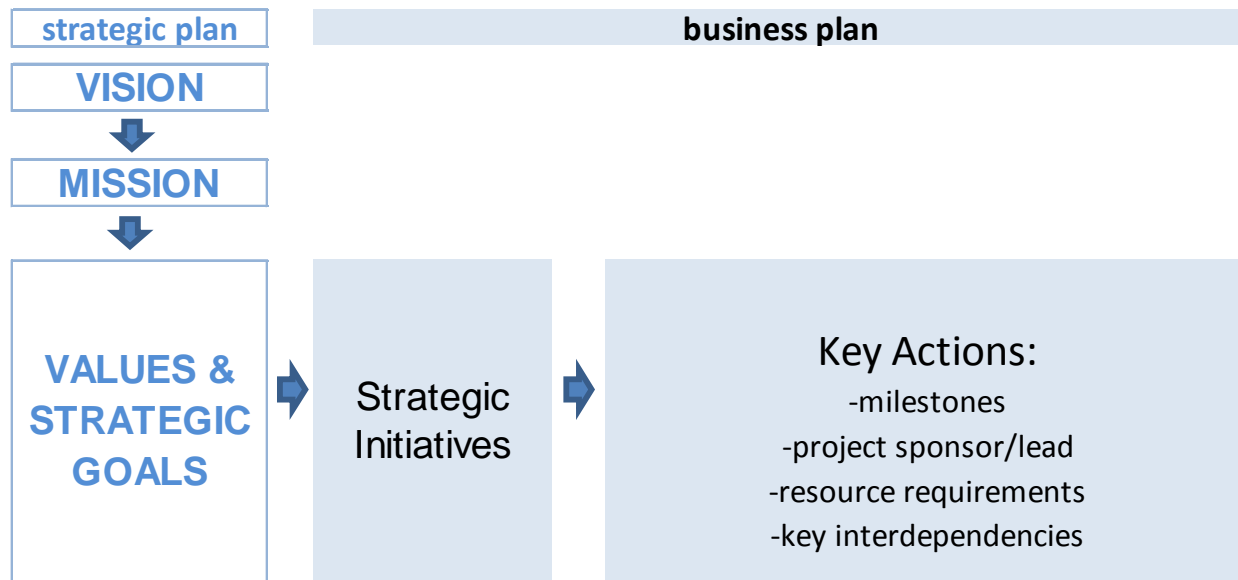 strategic plan
business plan
VISION
MISSION
VALUES &
STRATEGIC
GOALS
Strategic
Initiatives
Key Actions:
-milestones
-project sponsor/lead
-resource requirements
-key interdependencies